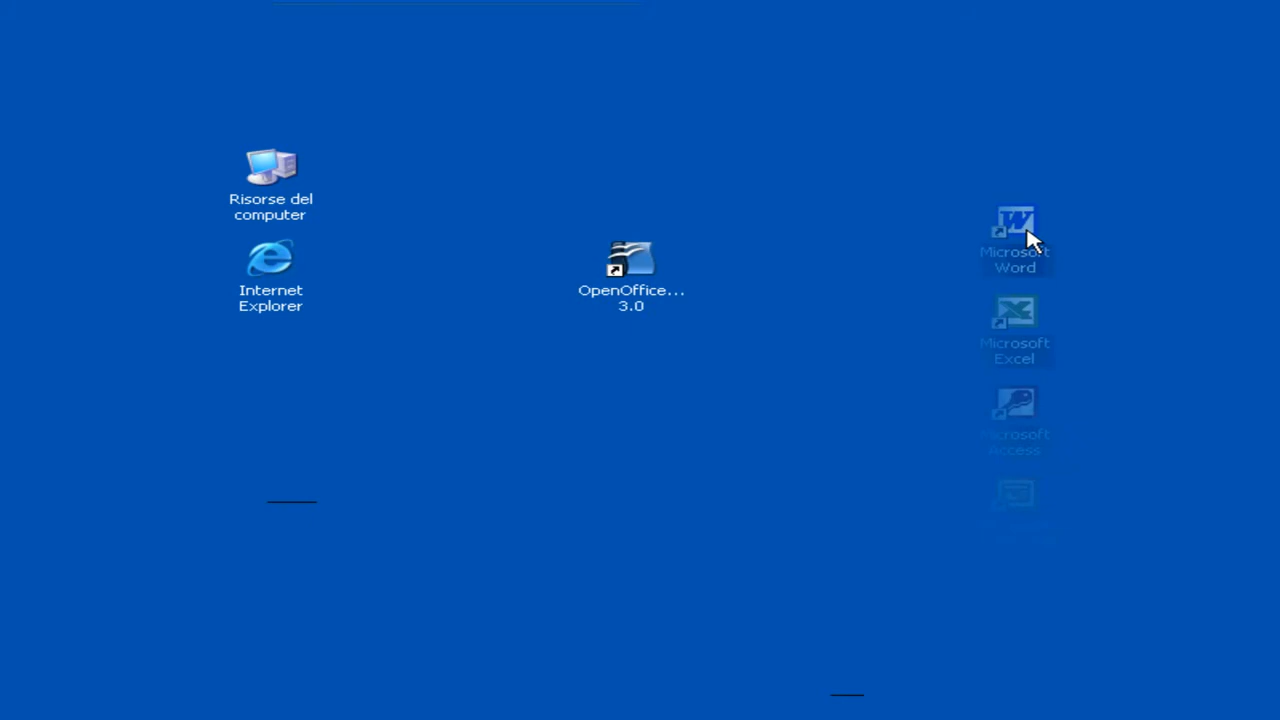 Risorse del
computer
Internet
Explorer
OpenOffice...
3.0
Microsoft
Word
Microsoft
Excel
Microsoft
Access